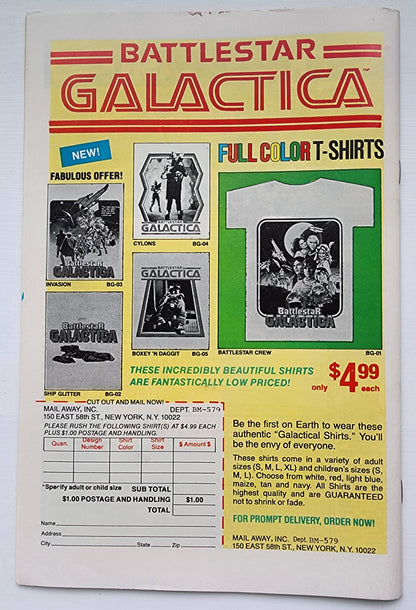 BATTLESTAR
GALACTICA™
NEW!
FULL COLOR T-SHIRTS
FABULOUS OFFER!
BattlestaR
GALACTICA
INVASION BG-03
BATTLESTAR
GALACTICA
CYLONS BG-04
BATTLESTAR
GALACTICA
BOXEY 'N DAGGIT BG-05
BattlestaR
GALACTICA
SHIP GLITTER BG-02
BattlestaR
GALACTICA
BATTLESTAR CREW BG-01
THESE INCREDIBLY BEAUTIFUL SHIRTS
ARE FANTASTICALLY LOW PRICED!
only $4.99 each
CUT OUT AND MAIL NOW!
MAIL AWAY, INC. DEPT. BM-579
150 EAST 58th ST., NEW YORK, N.Y. 10022
PLEASE RUSH THE FOLLOWING SHIRT(S) AT $4.99 EACH
PLUS $1.00 POSTAGE AND HANDLING.
Quan. Design Number Shirt Color Shirt Size $ Amount $
*Specify adult or child size SUB TOTAL
$1.00 POSTAGE AND HANDLING $1.00
TOTAL
Name
Address
City State Zip
Be the first on Earth to wear these
authentic "Galactical Shirts." You'll
be the envy of everyone.
These shirts come in a variety of adult
sizes (S, M, L, XL) and children's sizes (S,
M, L). Choose from white, red, light blue,
maize, tan and navy. All Shirts are the
highest quality and are GUARANTEED
not to shrink or fade.
FOR PROMPT DELIVERY, ORDER NOW!
MAIL AWAY, INC. Dept. BM-579
150 EAST 58th ST., NEW YORK, N.Y. 10022